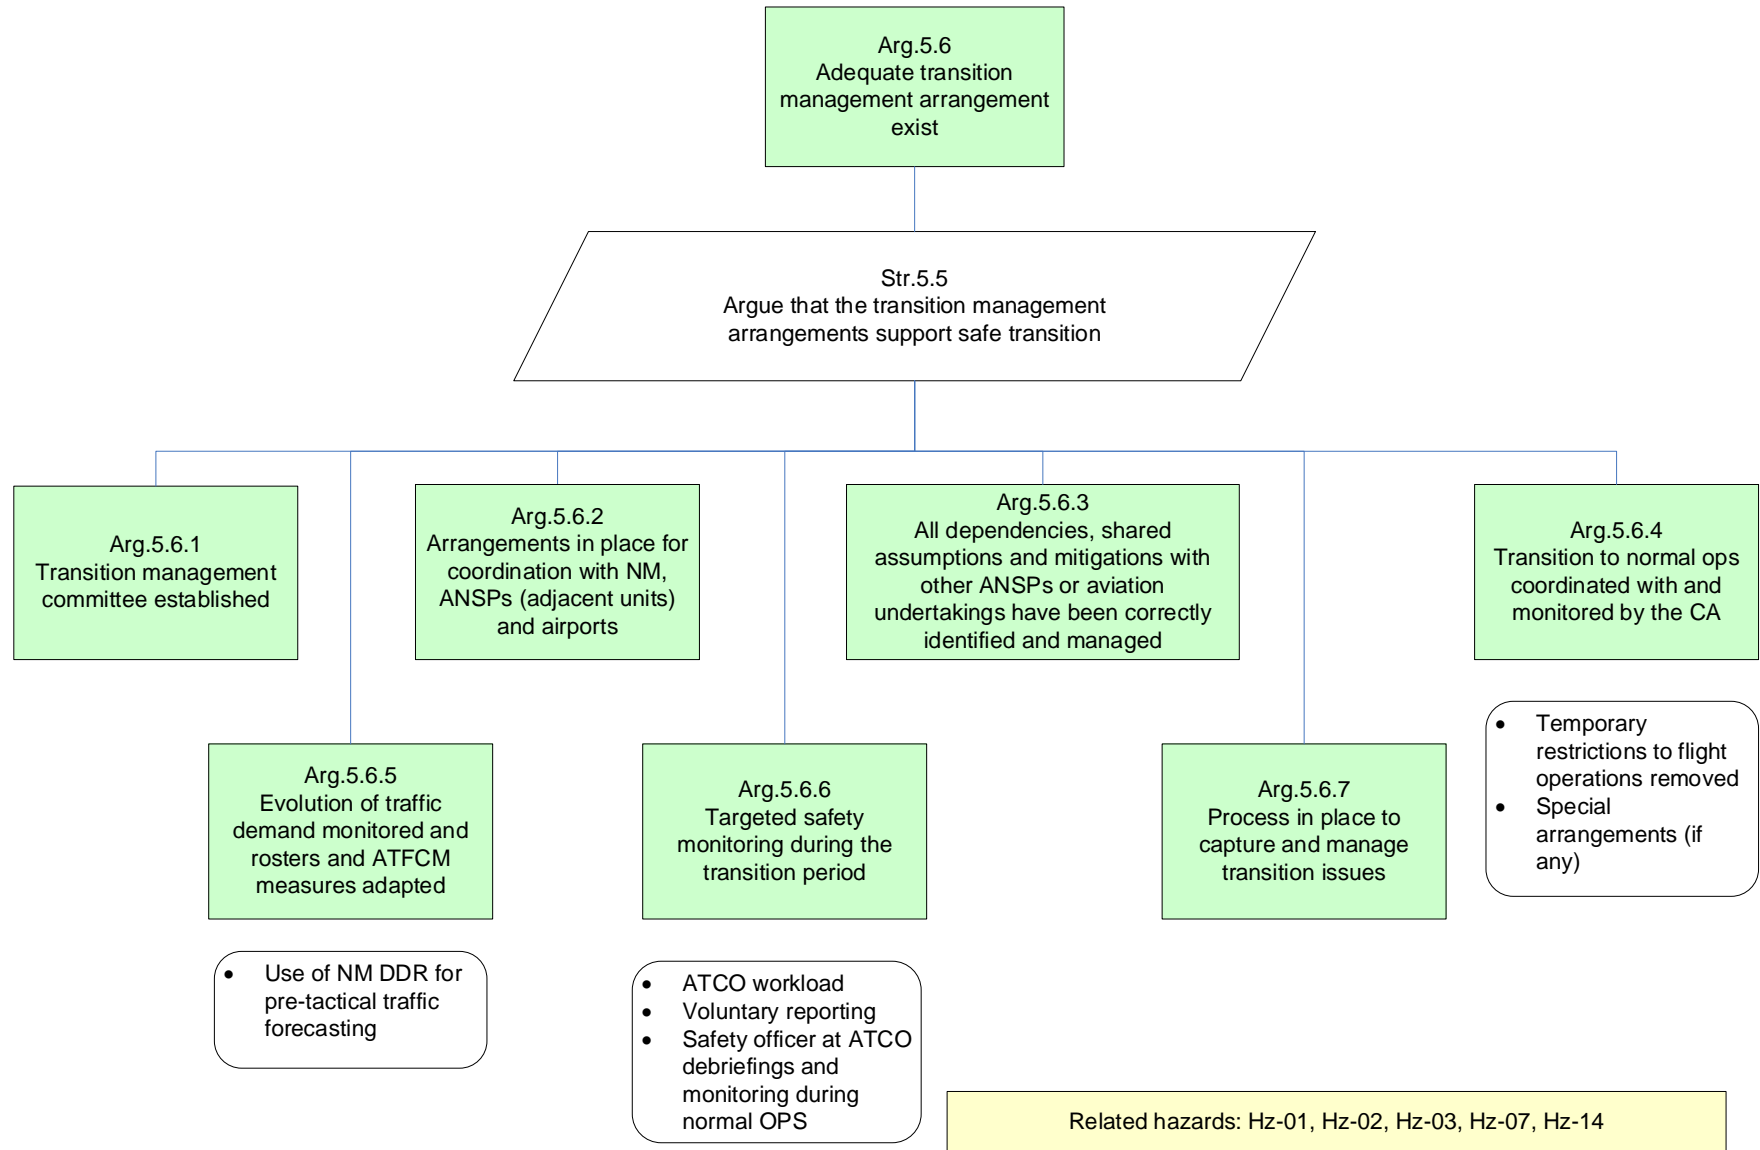 Arg.5.6
Adequate transition
management arrangement
exist
Str.5.5
Argue that the transition management
arrangements support safe transition
Arg.5.6.1
Transition management
committee established
Arg.5.6.2
Arrangements in place for
coordination with NM,
ANSPs (adjacent units)
and airports
Arg.5.6.3
All dependencies, shared
assumptions and mitigations with
other ANSPs or aviation
undertakings have been correctly
identified and managed
Arg.5.6.4
Transition to normal ops
coordinated with and
monitored by the CA
• Temporary
restrictions to flight
operations removed
• Special
arrangements (if
any)
Arg.5.6.5
Evolution of traffic
demand monitored and
rosters and ATFCM
measures adapted
• Use of NM DDR for
pre-tactical traffic
forecasting
Arg.5.6.6
Targeted safety
monitoring during the
transition period
• ATCO workload
• Voluntary reporting
• Safety officer at ATCO
debriefings and
monitoring during
normal OPS
Arg.5.6.7
Process in place to
capture and manage
transition issues
Related hazards: Hz-01, Hz-02, Hz-03, Hz-07, Hz-14